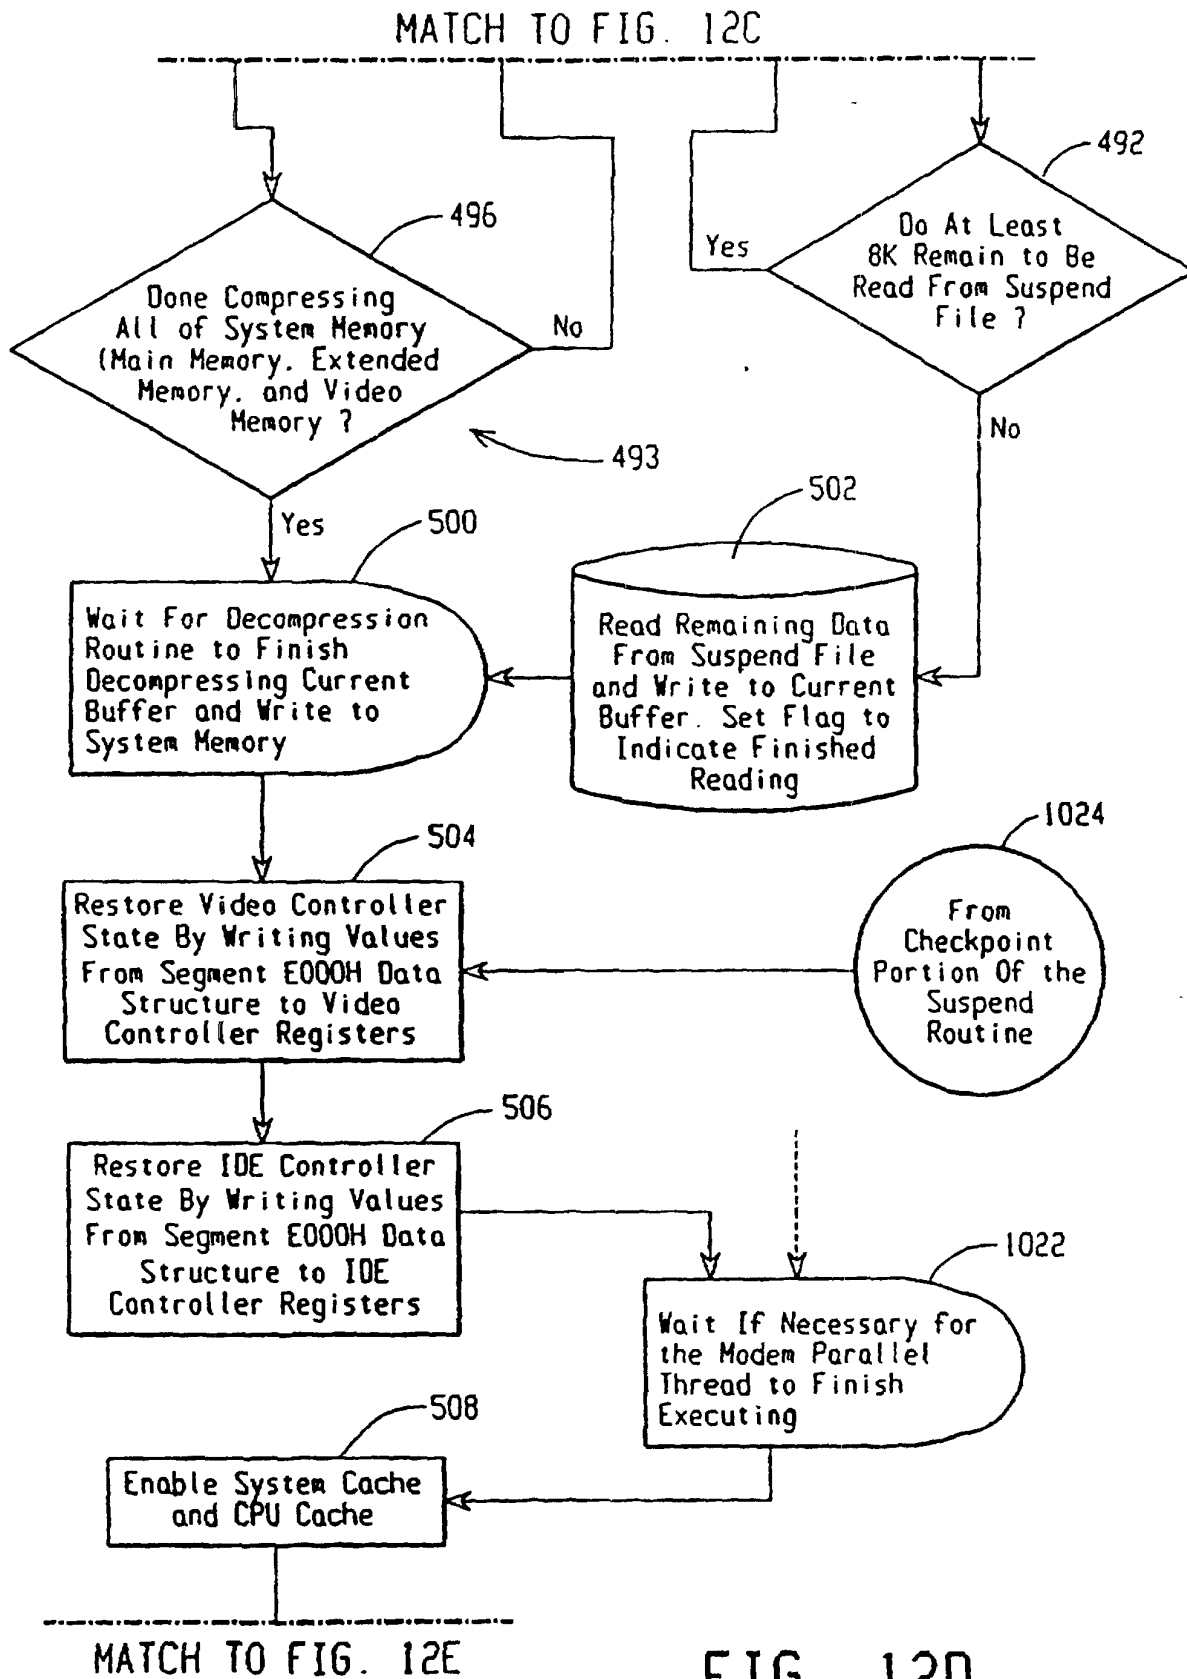 MATCH TO FIG. 12C
492
Do At Least
8K Remain to Be
Read From Suspend
File ?
Yes
No
496
Done Compressing
All of System Memory
(Main Memory, Extended
Memory, and Video
Memory ?
No
493
Yes
500
Wait For Decompression
Routine to Finish
Decompressing Current
Buffer and Write to
System Memory
502
Read Remaining Data
From Suspend File
and Write to Current
Buffer. Set Flag to
Indicate Finished
Reading
504
Restore Video Controller
State By Writing Values
From Segment E000H Data
Structure to Video
Controller Registers
1024
From
Checkpoint
Portion Of the
Suspend
Routine
506
Restore IDE Controller
State By Writing Values
From Segment E000H Data
Structure to IDE
Controller Registers
1022
Wait If Necessary for
the Modem Parallel
Thread to Finish
Executing
508
Enable System Cache
and CPU Cache
MATCH TO FIG. 12E
FIG. 12D